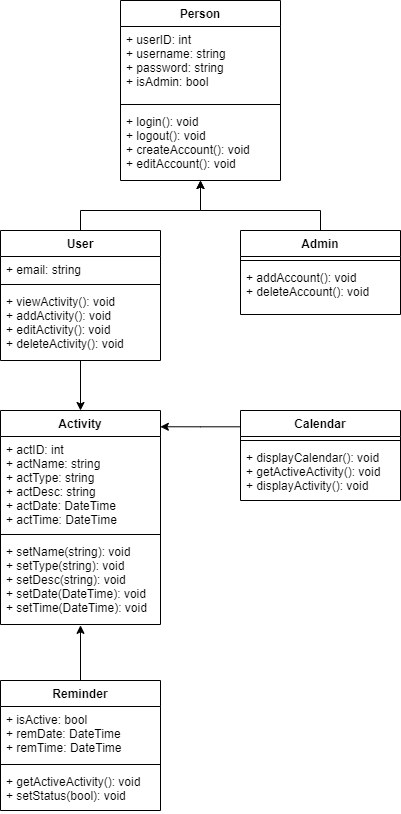 Person
+ userID: int
+ username: string
+ password: string
+ isAdmin: bool
+ login(): void
+ logout(): void
+ createAccount(): void
+ editAccount(): void
User
+ email: string
+ viewActivity(): void
+ addActivity(): void
+ editActivity(): void
+ deleteActivity(): void
Admin
+ addAccount(): void
+ deleteAccount(): void
Activity
+ actID: int
+ actName: string
+ actType: string
+ actDesc: string
+ actDate: DateTime
+ actTime: DateTime
+ setName(string): void
+ setType(string): void
+ setDesc(string): void
+ setDate(DateTime): void
+ setTime(DateTime): void
Calendar
+ displayCalendar(): void
+ getActiveActivity(): void
+ displayActivity(): void
Reminder
+ isActive: bool
+ remDate: DateTime
+ remTime: DateTime
+ getActiveActivity(): void
+ setStatus(bool): void